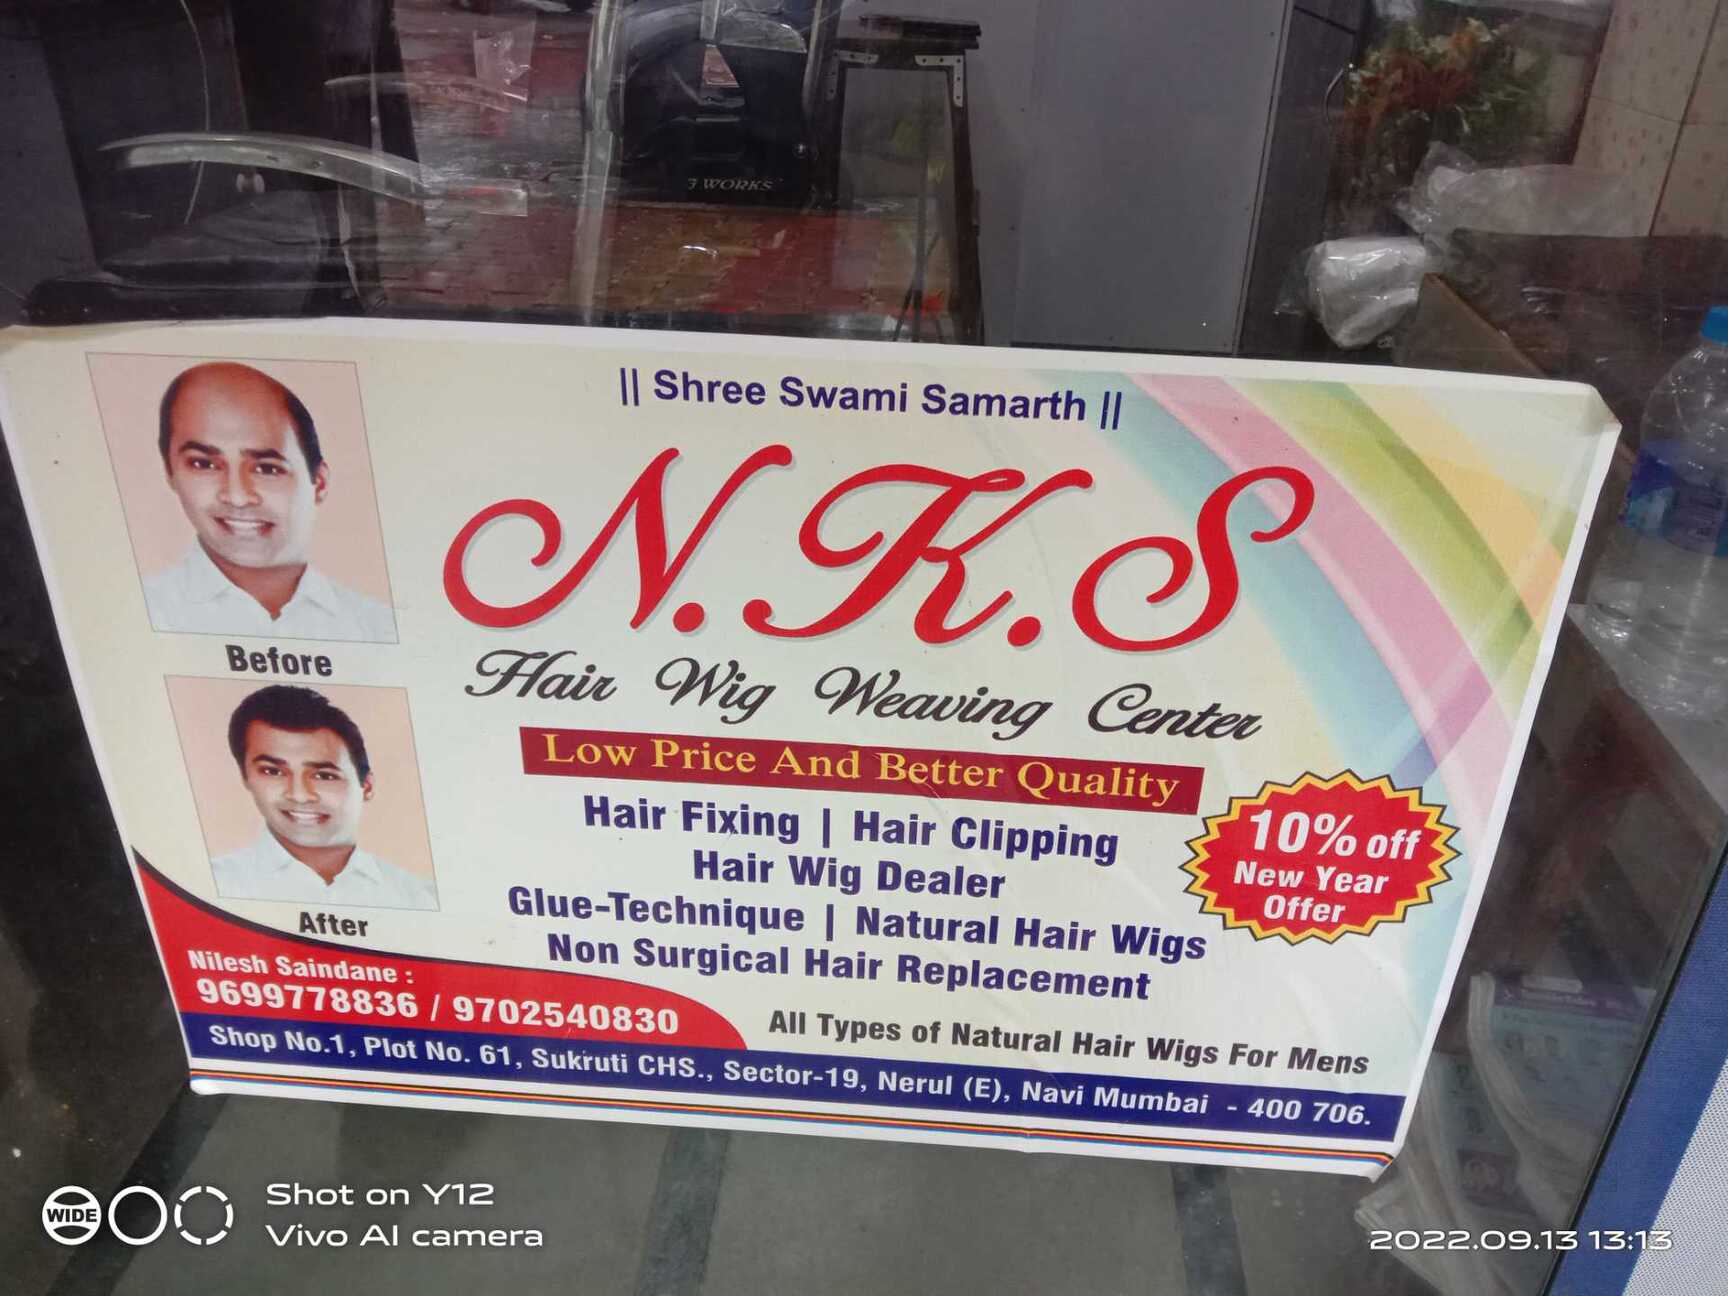 J WORKS
|| Shree Swami Samarth ||
N.K.S
Hair Wig Weaving Center
Low Price And Better Quality
Hair Fixing | Hair Clipping
Hair Wig Dealer
Glue-Technique | Natural Hair Wigs
Non Surgical Hair Replacement
10% off
New Year
Offer
Before
After
Nilesh Saindane :
9699778836 / 9702540830
All Types of Natural Hair Wigs For Mens
Shop No.1, Plot No. 61, Sukruti CHS., Sector-19, Nerul (E), Navi Mumbai - 400 706.
WIDE
Shot on Y12
Vivo AI camera
2022.09.13 13:13